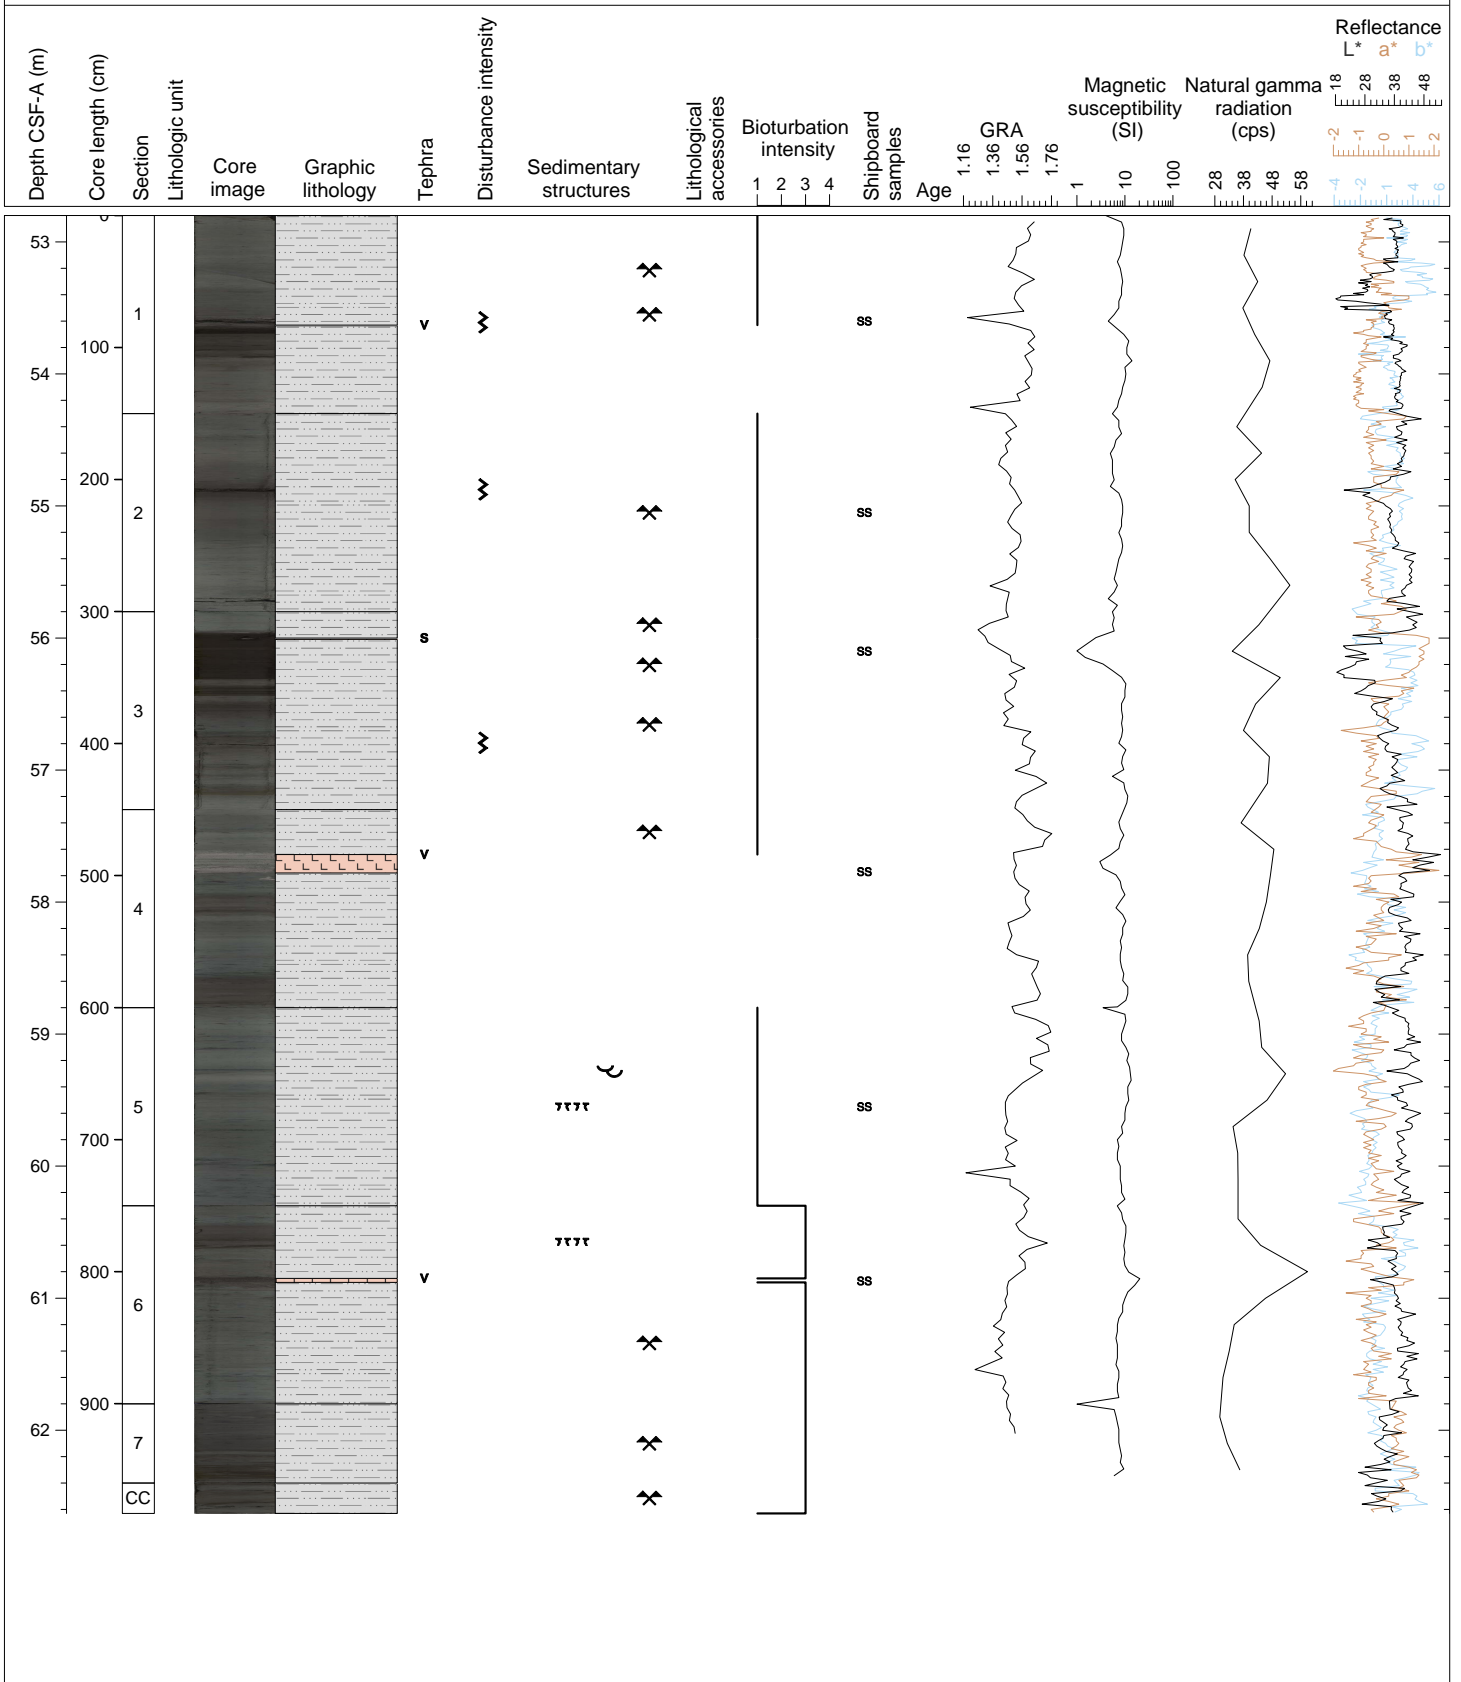 Depth CSF-A (m)
Core length (cm)
Section
Lithologic unit
Core
image
Graphic
lithology
Tephra
Disturbance intensity
Sedimentary
structures
Lithological
accessories
Bioturbation
intensity
1 2 3 4
Shipboard
samples
Age
GRA
1.16 1.36 1.56 1.76
Magnetic
susceptibility
(SI)
1 10 100
Natural gamma
radiation
(cps)
28 38 48 58
Reflectance
L* a* b*
18 28 38 48
-2 -1 0 1 2
-4 -2 1 4 6
0
53
1
v
ss
100
54
200
55
2
ss
300
56
s
ss
3
400
57
v
ss
500
58
4
600
59
5
ss
700
60
800
v
ss
61
6
900
62
7
CC